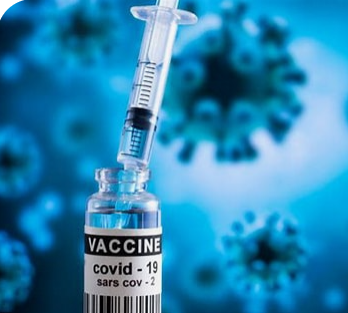 VACCINE
covid - 19
sars cov - 2